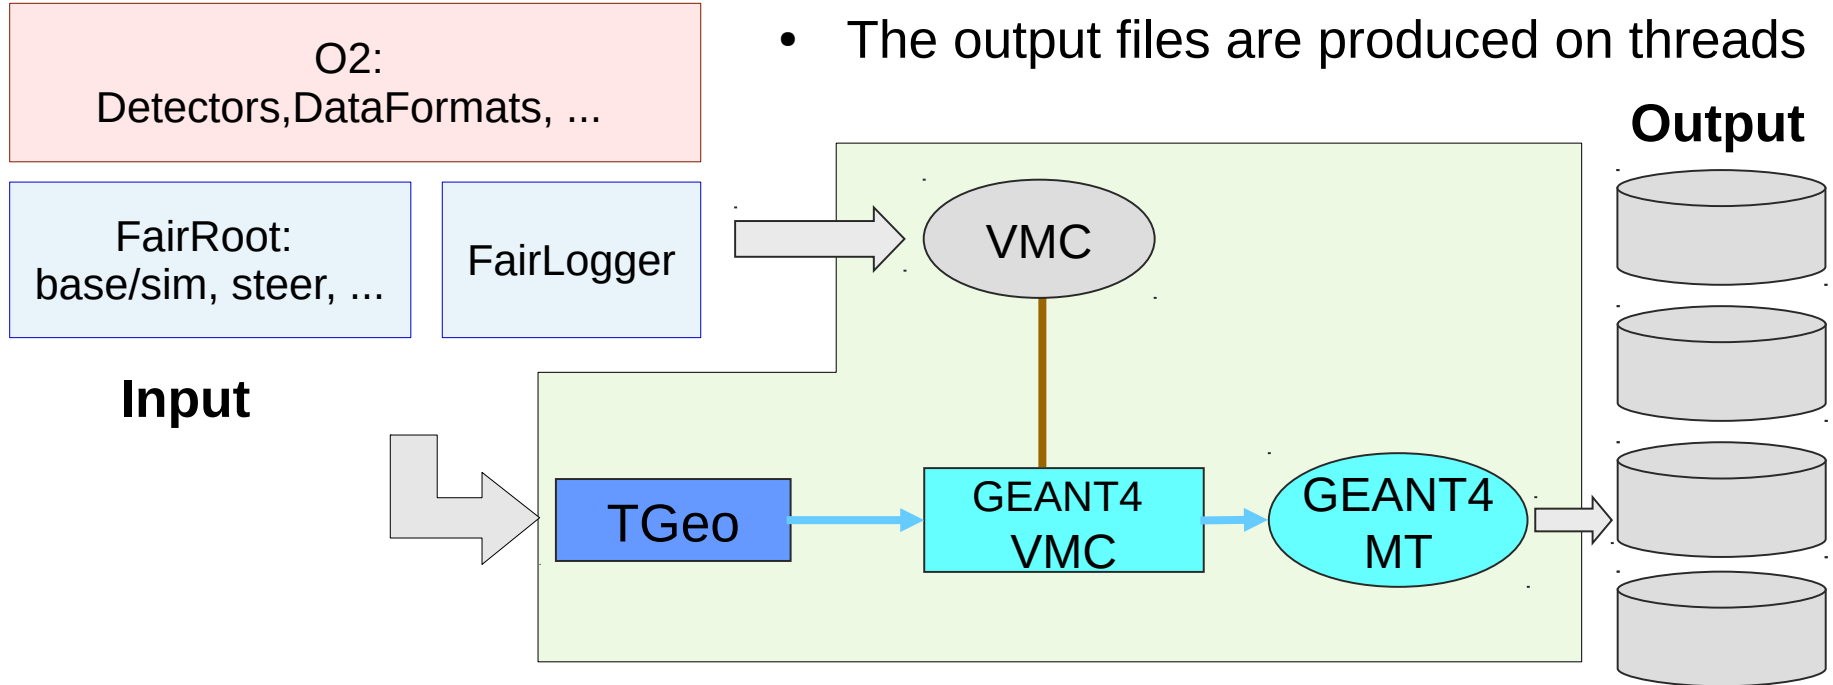 O2:
Detectors,DataFormats, ...
• The output files are produced on threads
Output
FairRoot:
base/sim, steer, ...
FairLogger
VMC
Input
TGeo
GEANT4
VMC
GEANT4
MT